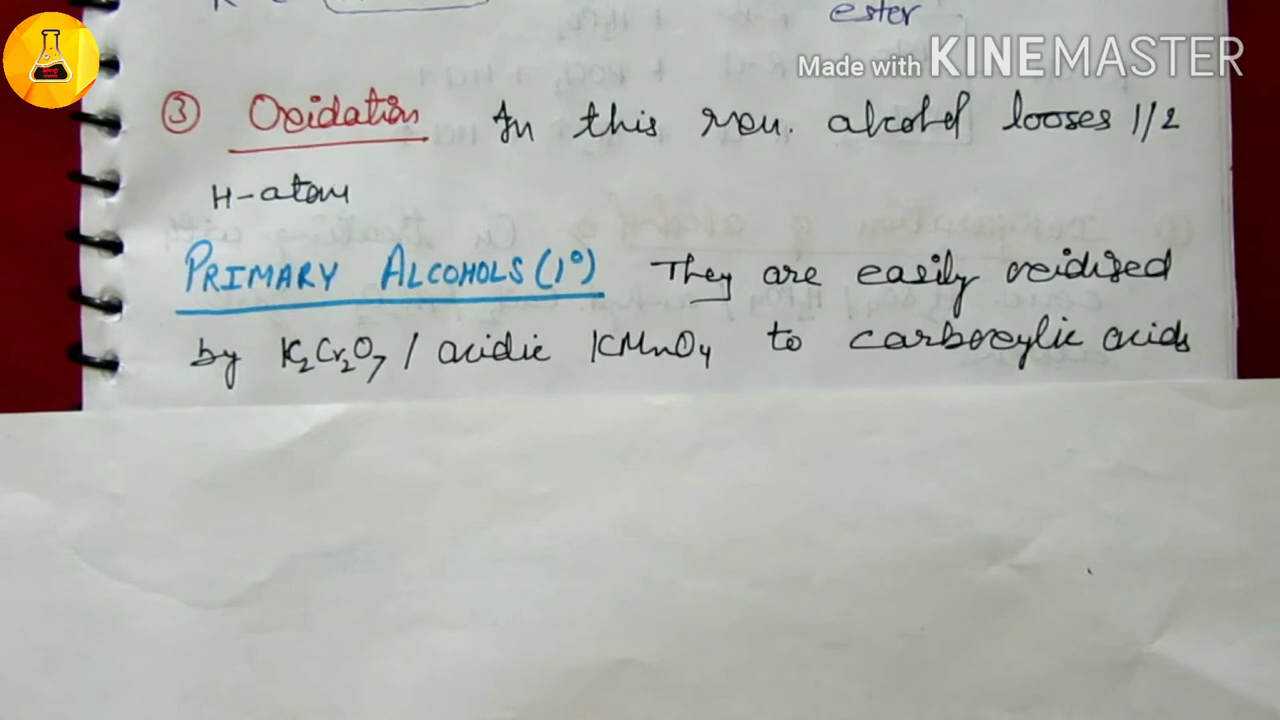 ester
Made with KINEMASTER
③ Oxidation In this rxn. alcohol looses 1/2
H-atom
PRIMARY ALCOHOLS (1°) They are easily oxidised
by K₂Cr₂O₇ / acidic KMnO₄ to carboxylic acids